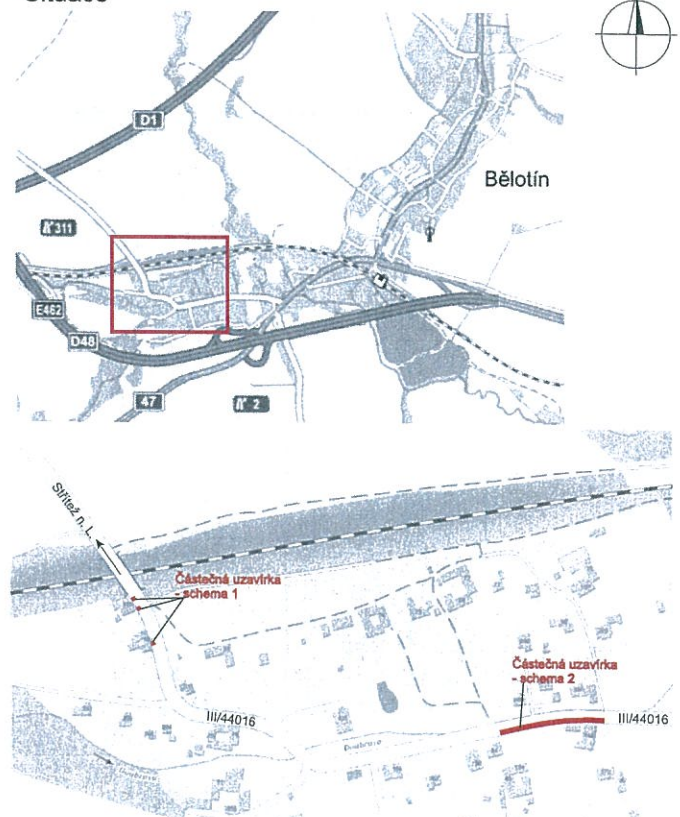 D1
Bělotín
311
E462
D48
47
2
Střítež n. L.
Částečná uzavírka
- schema 1
Částečná uzavírka
- schema 2
III/44016
III/44016